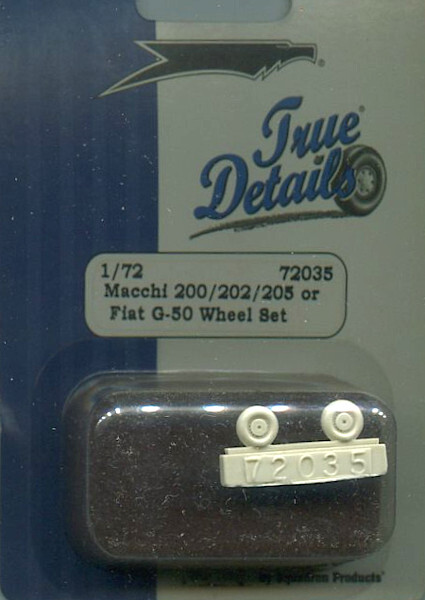 True
Details
1/72 72035
Macchi 200/202/205 or
Fiat G-50 Wheel Set
72035
by Squadron Products